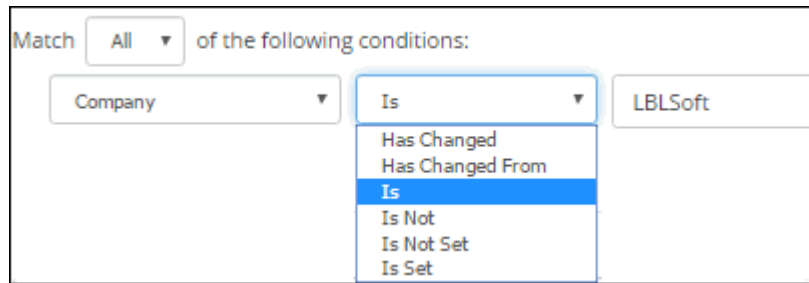 Match All of the following conditions:
Company Is LBLSoft
Has Changed
Has Changed From
Is
Is Not
Is Not Set
Is Set